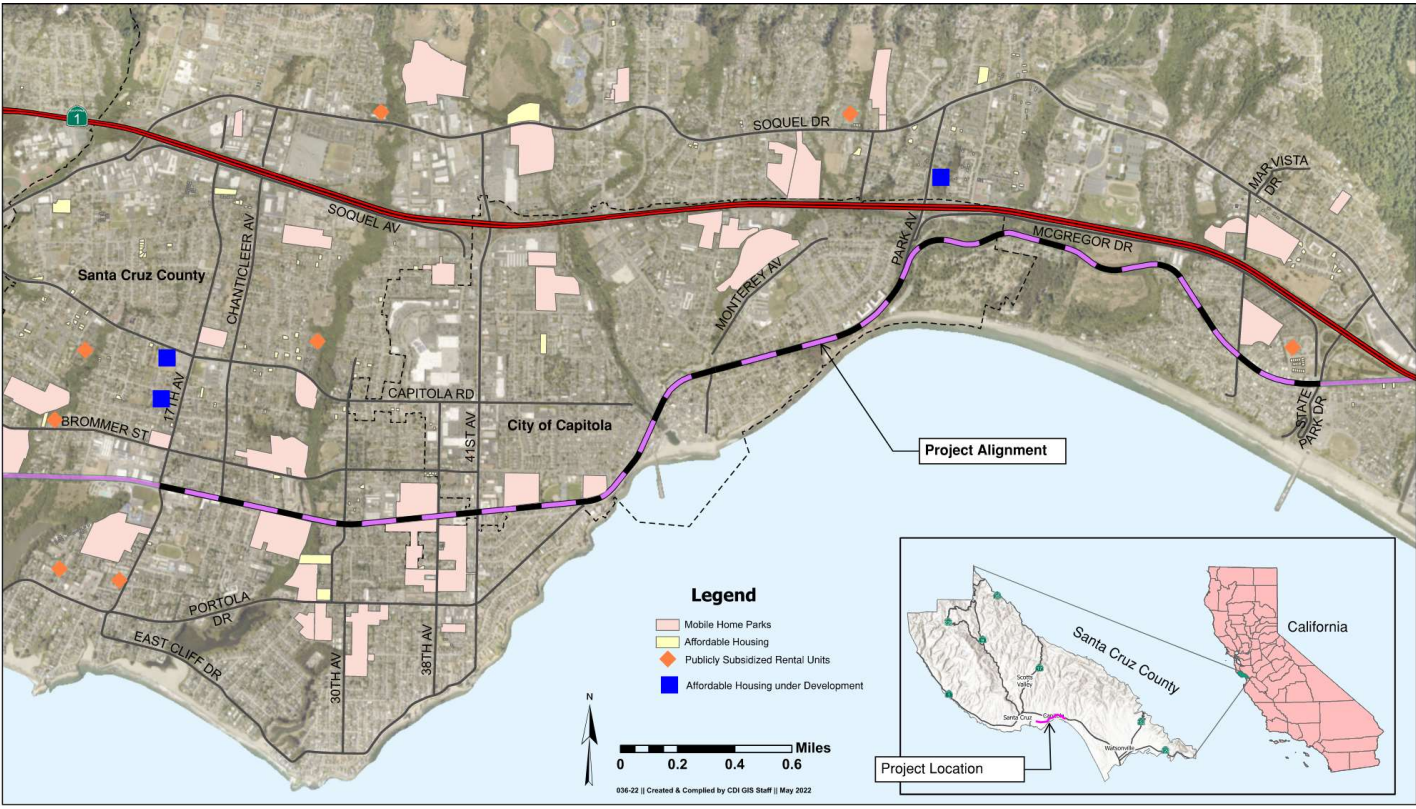 1
SOQUEL DR
MAR VISTA
DR
SOQUEL AV
PARK AV
MCGREGOR DR
Santa Cruz County
CHANTICLEER AV
MONTEREY AV
17TH AV
CAPITOLA RD
BROMMER ST
41ST AV
City of Capitola
STATE
PARK DR
Project Alignment
PORTOLA
DR
EAST CLIFF DR
30TH AV
38TH AV
Legend
Mobile Home Parks
Affordable Housing
Publicly Subsidized Rental Units
Affordable Housing under Development
N
Miles
0 0.2 0.4 0.6
036-22 || Created & Complied by CDI GIS Staff || May 2022
Santa Cruz County
California
Scotts
Valley
Santa Cruz
Capitola
Watsonville
Project Location